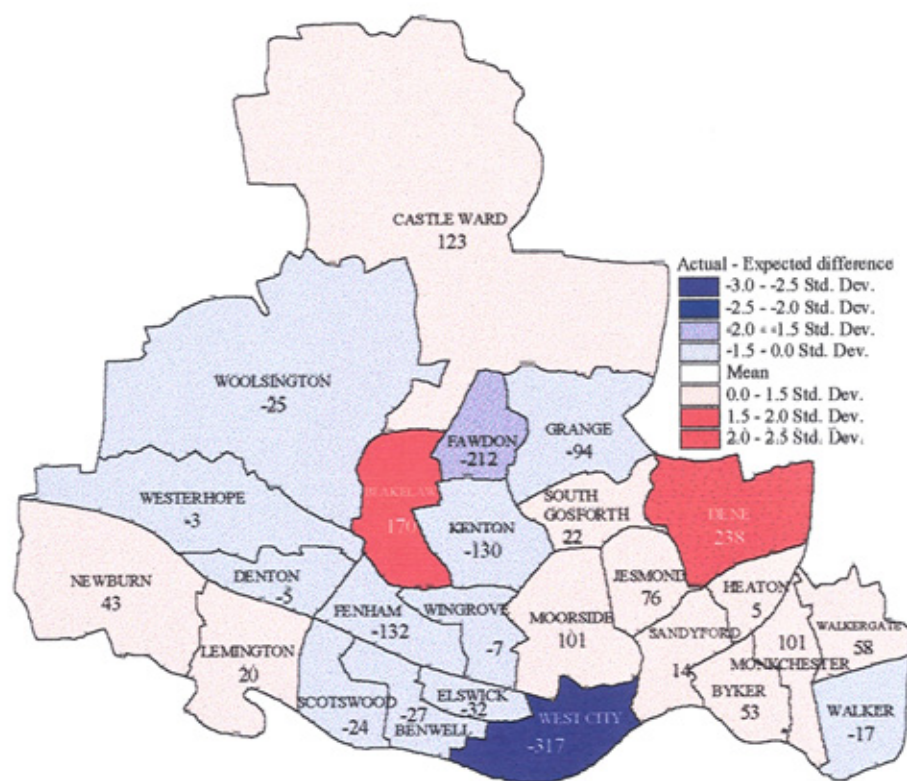 CASTLE WARD
123
Actual - Expected difference
-3.0 - -2.5 Std. Dev.
-2.5 - -2.0 Std. Dev.
-2.0 - -1.5 Std. Dev.
-1.5 - 0.0 Std. Dev.
Mean
0.0 - 1.5 Std. Dev.
1.5 - 2.0 Std. Dev.
2.0 - 2.5 Std. Dev.
WOOLSINGTON
-25
FAWDON
-212
GRANGE
-94
BLAKELAW
170
WESTERHOPE
-3
KENTON
-130
SOUTH
GOSFORTH
22
DENE
238
NEWBURN
43
DENTON
-5
FENHAM
-132
WINGROVE
-7
MOORSIDE
101
JESMOND
76
HEATON
5
LEMINGTON
20
SANDYFORD
14
101
MONKCHESTER
WALKERGATE
58
SCOTSWOOD
-24
-27
BENWELL
ELSWICK
-32
WEST CITY
-317
BYKER
53
WALKER
-17